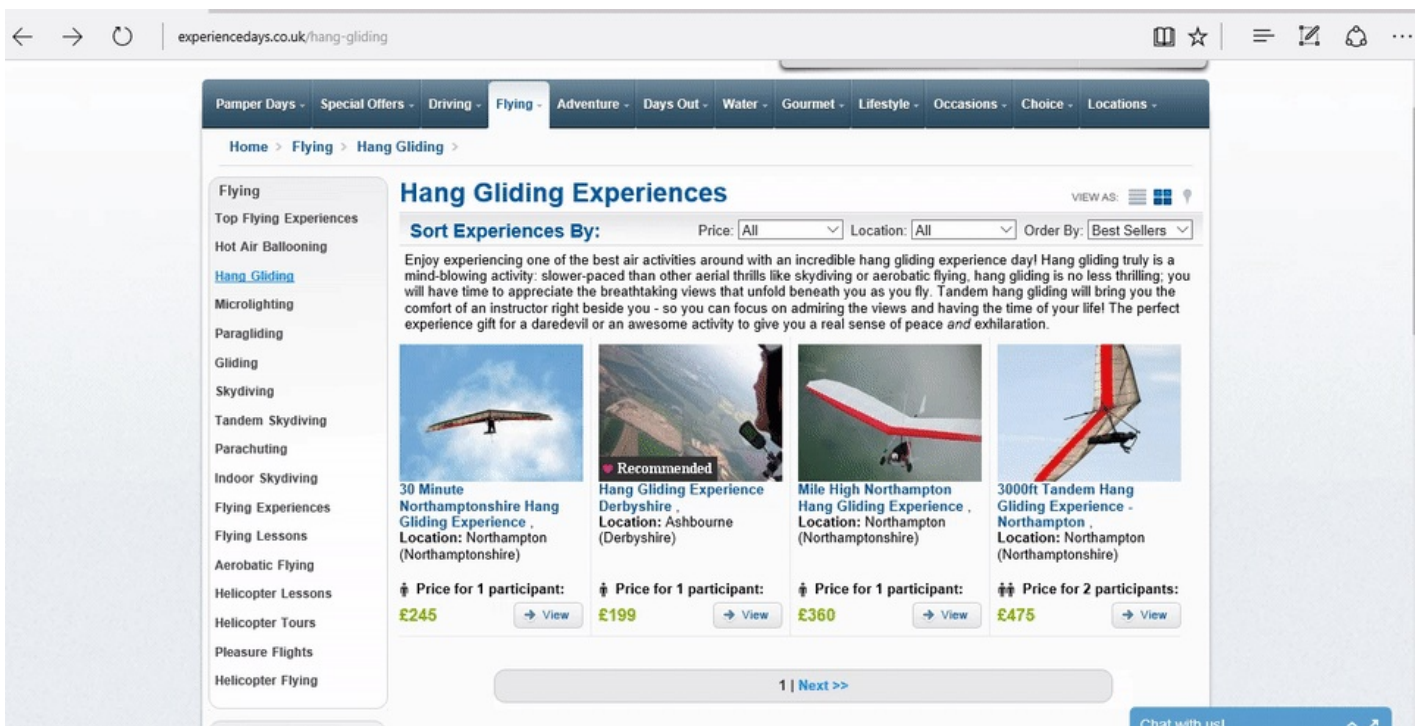 experiencedays.co.uk/hang-gliding
Pamper Days Special Offers Driving Flying Adventure Days Out Water Gourmet Lifestyle Occasions Choice Locations
Home > Flying > Hang Gliding >
Flying
Top Flying Experiences
Hot Air Ballooning
Hang Gliding
Microlighting
Paragliding
Gliding
Skydiving
Tandem Skydiving
Parachuting
Indoor Skydiving
Flying Experiences
Flying Lessons
Aerobatic Flying
Helicopter Lessons
Helicopter Tours
Pleasure Flights
Helicopter Flying
Hang Gliding Experiences
VIEW AS:
Sort Experiences By: Price: All Location: All Order By: Best Sellers
Enjoy experiencing one of the best air activities around with an incredible hang gliding experience day! Hang gliding truly is a
mind-blowing activity: slower-paced than other aerial thrills like skydiving or aerobatic flying, hang gliding is no less thrilling; you
will have time to appreciate the breathtaking views that unfold beneath you as you fly. Tandem hang gliding will bring you the
comfort of an instructor right beside you - so you can focus on admiring the views and having the time of your life! The perfect
experience gift for a daredevil or an awesome activity to give you a real sense of peace and exhilaration.
30 Minute
Northamptonshire Hang
Gliding Experience ,
Location: Northampton
(Northamptonshire)
Price for 1 participant:
£245 View
Recommended
Hang Gliding Experience
Derbyshire ,
Location: Ashbourne
(Derbyshire)
Price for 1 participant:
£199 View
Mile High Northampton
Hang Gliding Experience ,
Location: Northampton
(Northamptonshire)
Price for 1 participant:
£360 View
3000ft Tandem Hang
Gliding Experience -
Northampton ,
Location: Northampton
(Northamptonshire)
Price for 2 participants:
£475 View
1 | Next >>
Chat with us!